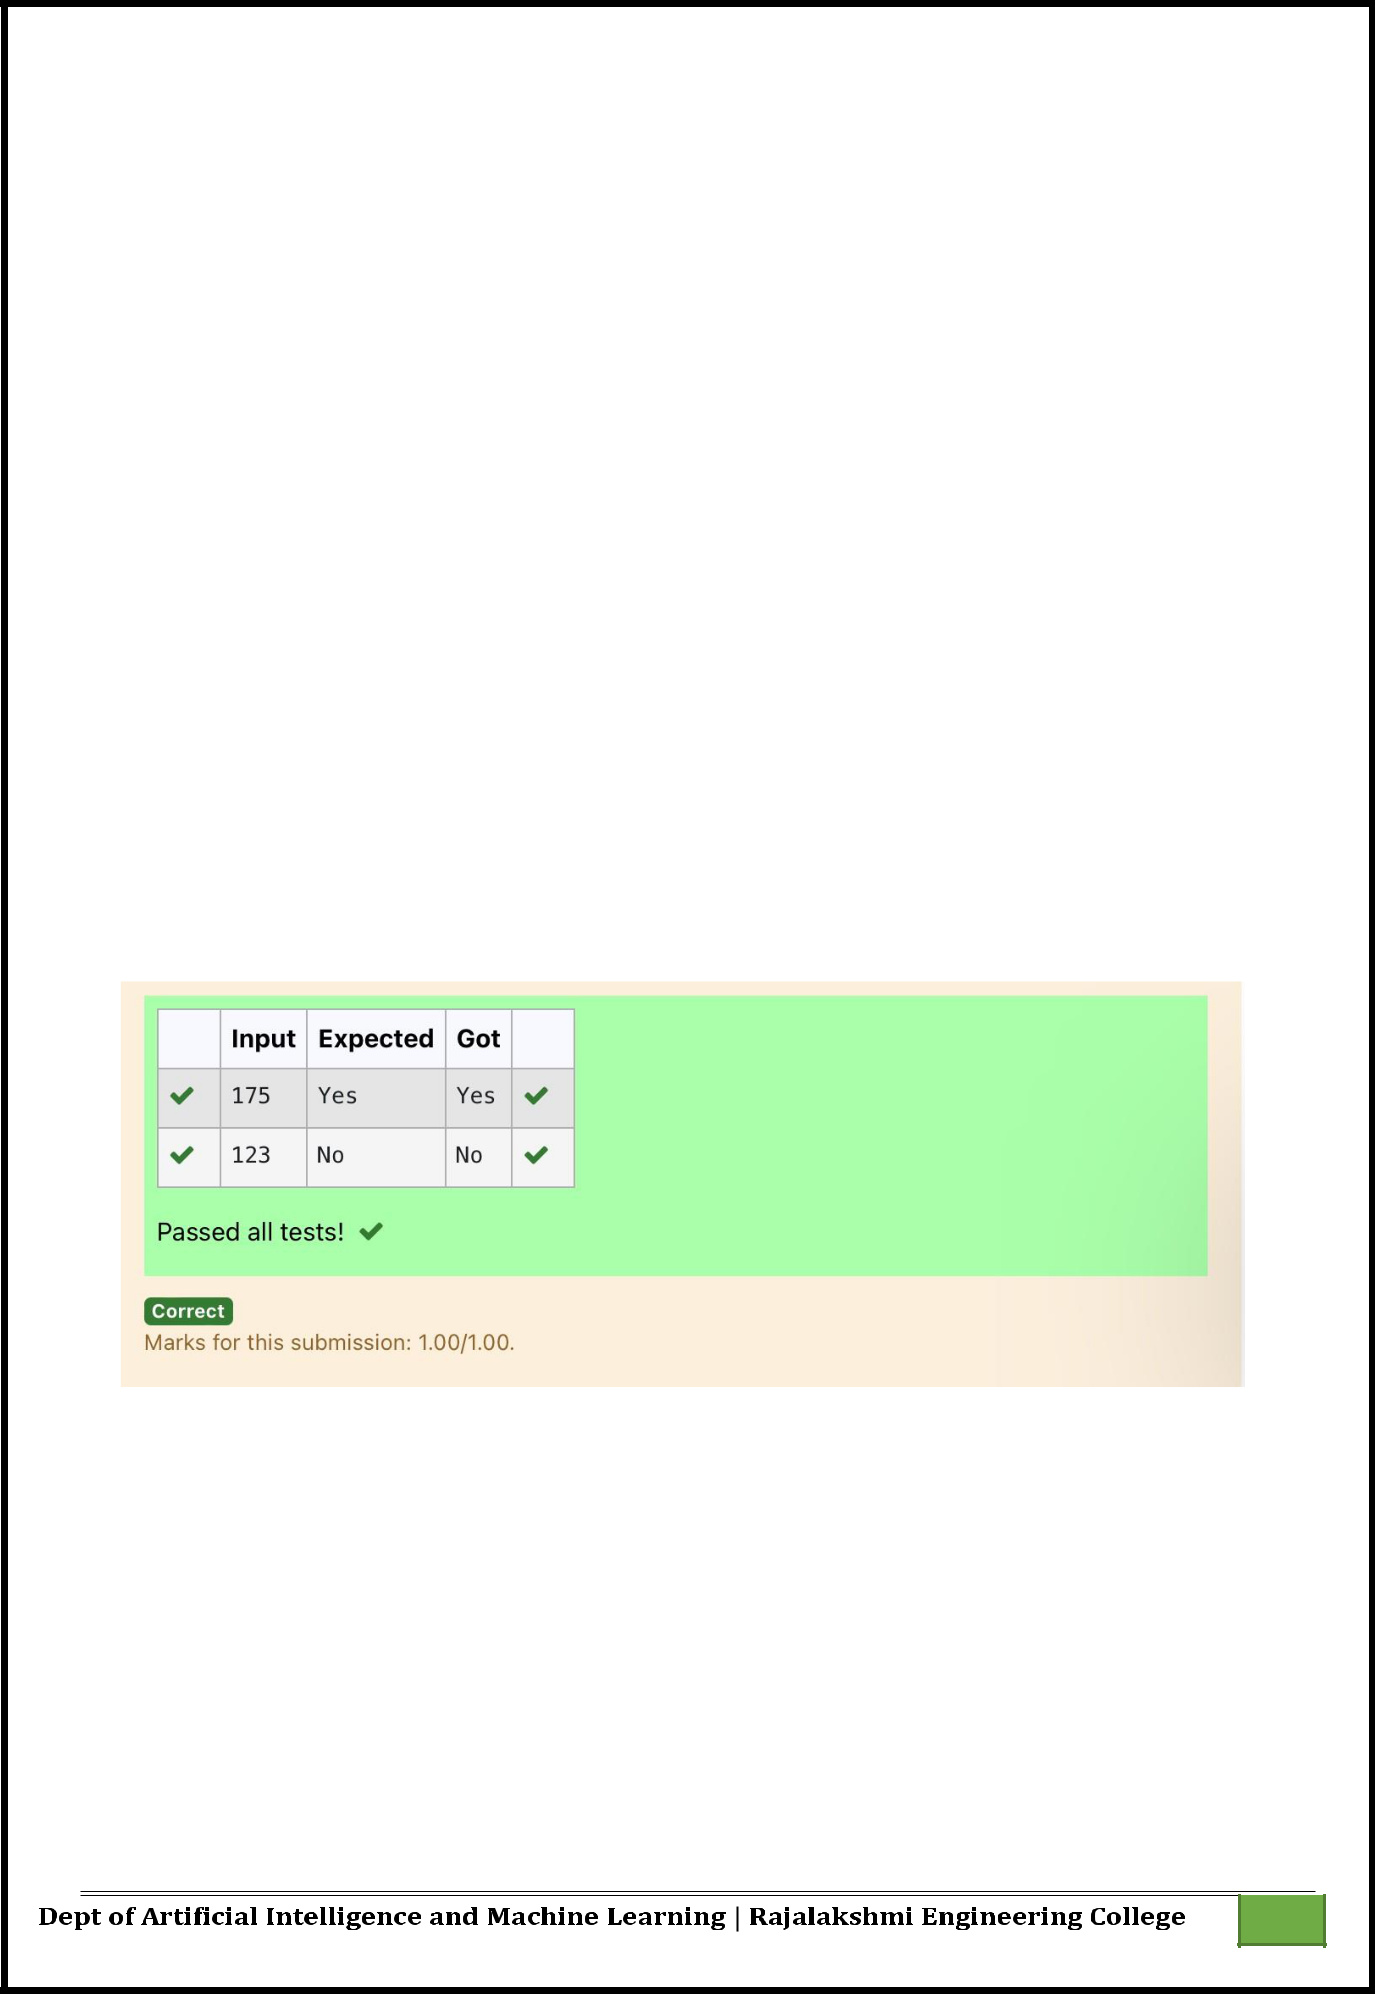 Input Expected Got
175 Yes Yes
123 No No
Passed all tests!
Correct
Marks for this submission: 1.00/1.00.
Dept of Artificial Intelligence and Machine Learning | Rajalakshmi Engineering College